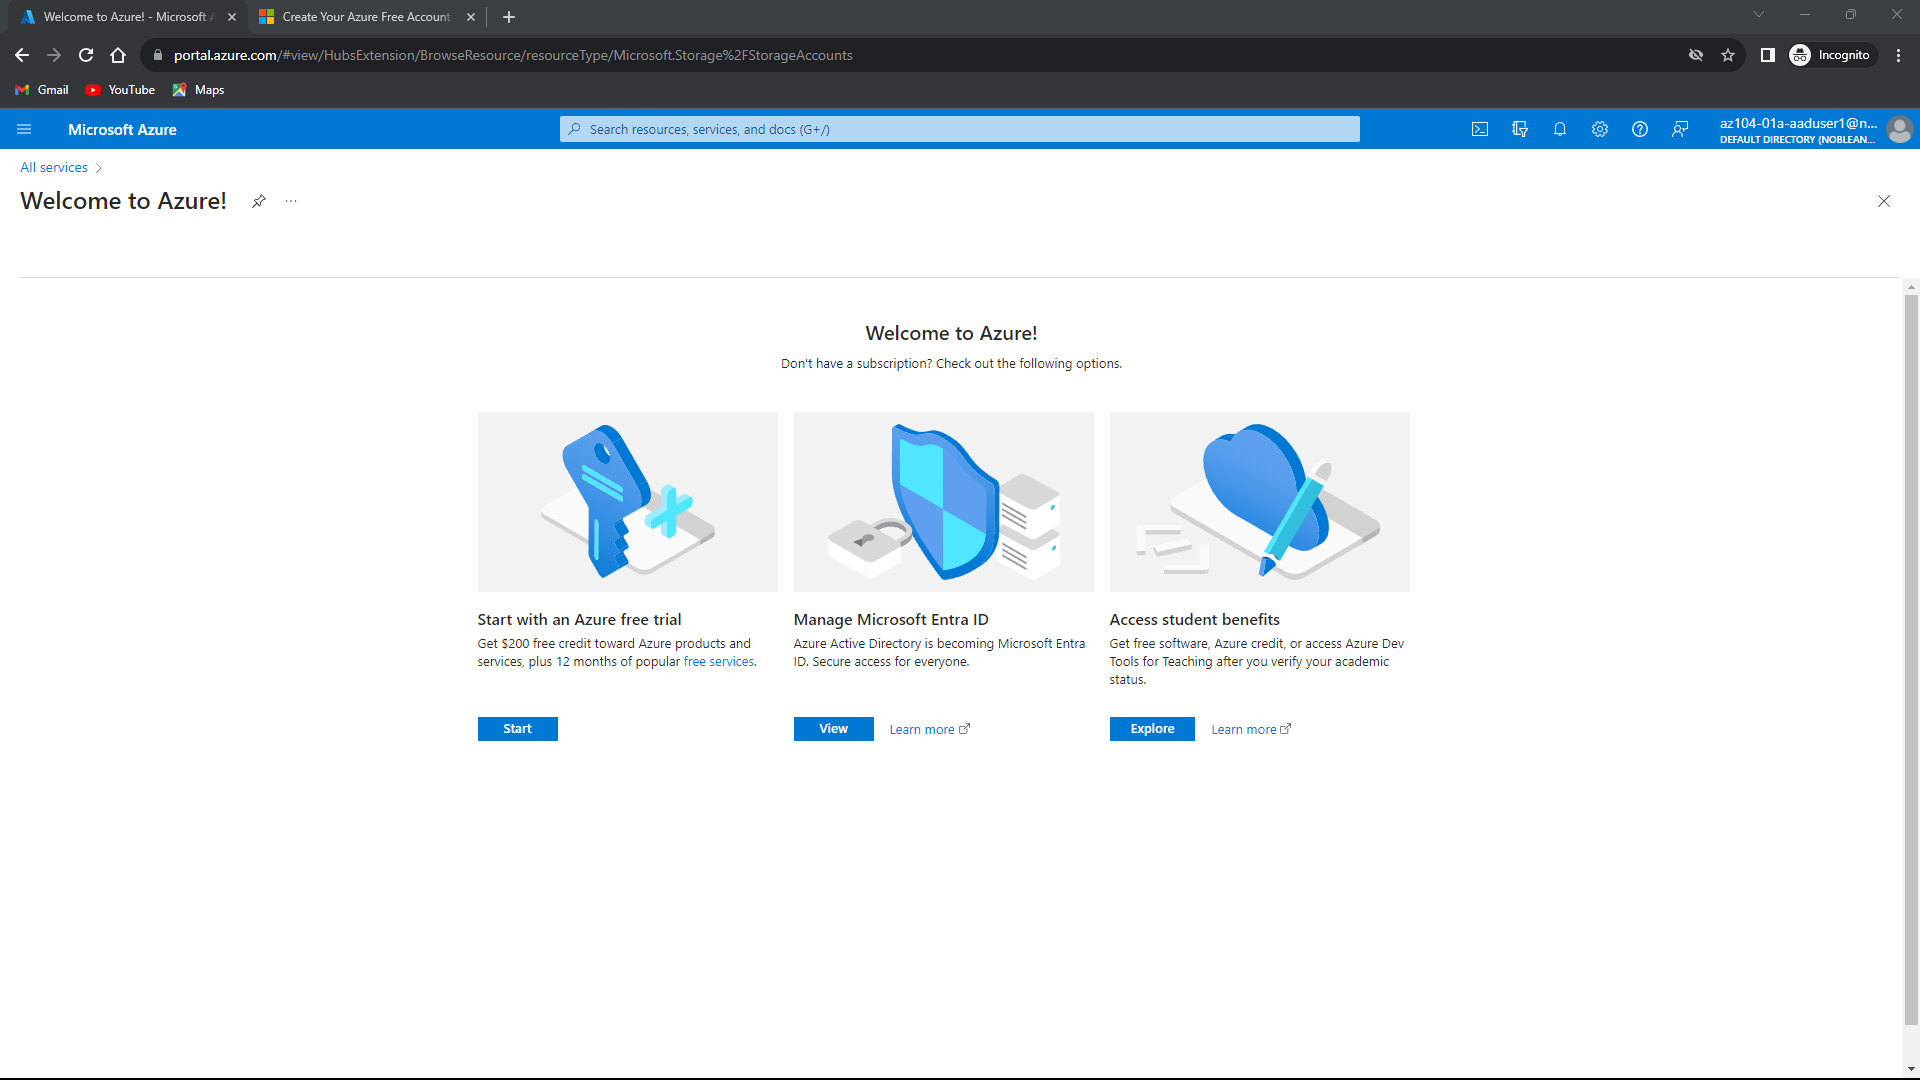 Welcome to Azure! - Microsoft
Create Your Azure Free Account
portal.azure.com/#view/HubsExtension/BrowseResource/resourceType/Microsoft.Storage%2FStorageAccounts
Incognito
Gmail
YouTube
Maps
Microsoft Azure
Search resources, services, and docs (G+/)
az104-01a-aaduser1@n...
DEFAULT DIRECTORY (NOBLEAN...
All services
Welcome to Azure!
Welcome to Azure!
Don't have a subscription? Check out the following options.
Start with an Azure free trial
Get $200 free credit toward Azure products and
services, plus 12 months of popular free services.
Start
Manage Microsoft Entra ID
Azure Active Directory is becoming Microsoft Entra
ID. Secure access for everyone.
View
Learn more
Access student benefits
Get free software, Azure credit, or access Azure Dev
Tools for Teaching after you verify your academic
status.
Explore
Learn more